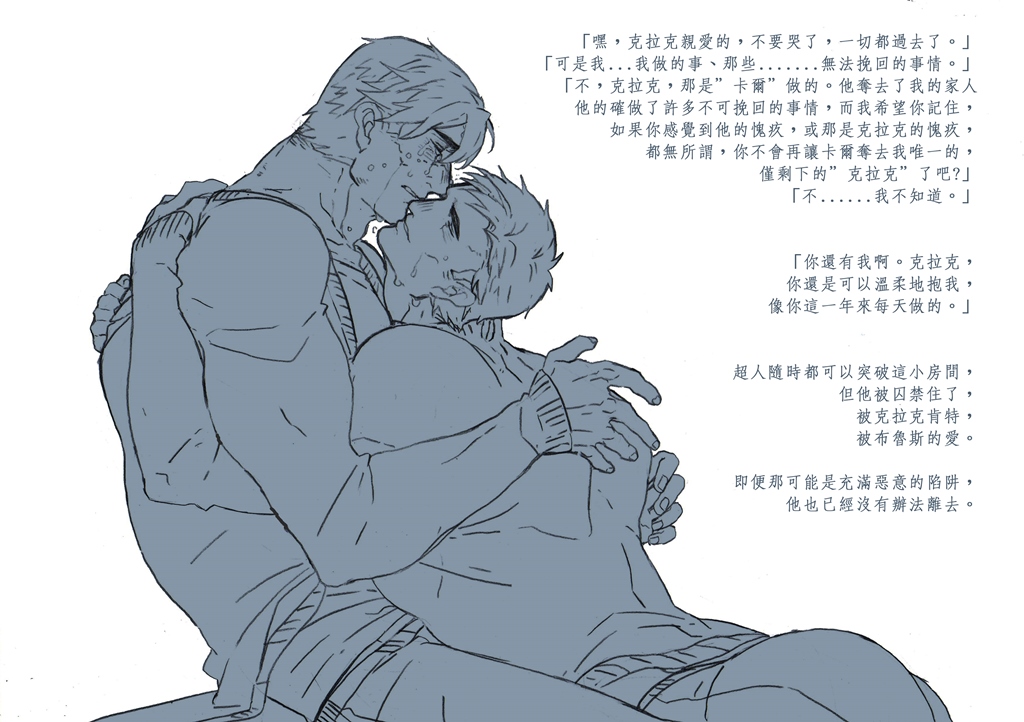 「嘿，克拉克親愛的，不要哭了，一切都過去了。」
「可是我...我做的事、那些.......無法挽回的事情。」
「不，克拉克，那是”卡爾”做的。他奪去了我的家人
他的確做了許多不可挽回的事情，而我希望你記住，
如果你感覺到他的愧疚，或那是克拉克的愧疚，
都無所謂，你不會再讓卡爾奪去我唯一的，
僅剩下的”克拉克”了吧?」
「不......我不知道。」
「你還有我啊。克拉克，
你還是可以溫柔地抱我，
像你這一年來每天做的。」
超人隨時都可以突破這小房間，
但他被囚禁住了，
被克拉克肯特，
被布魯斯的愛。
即便那可能是充滿惡意的陷阱，
他也已經沒有辦法離去。